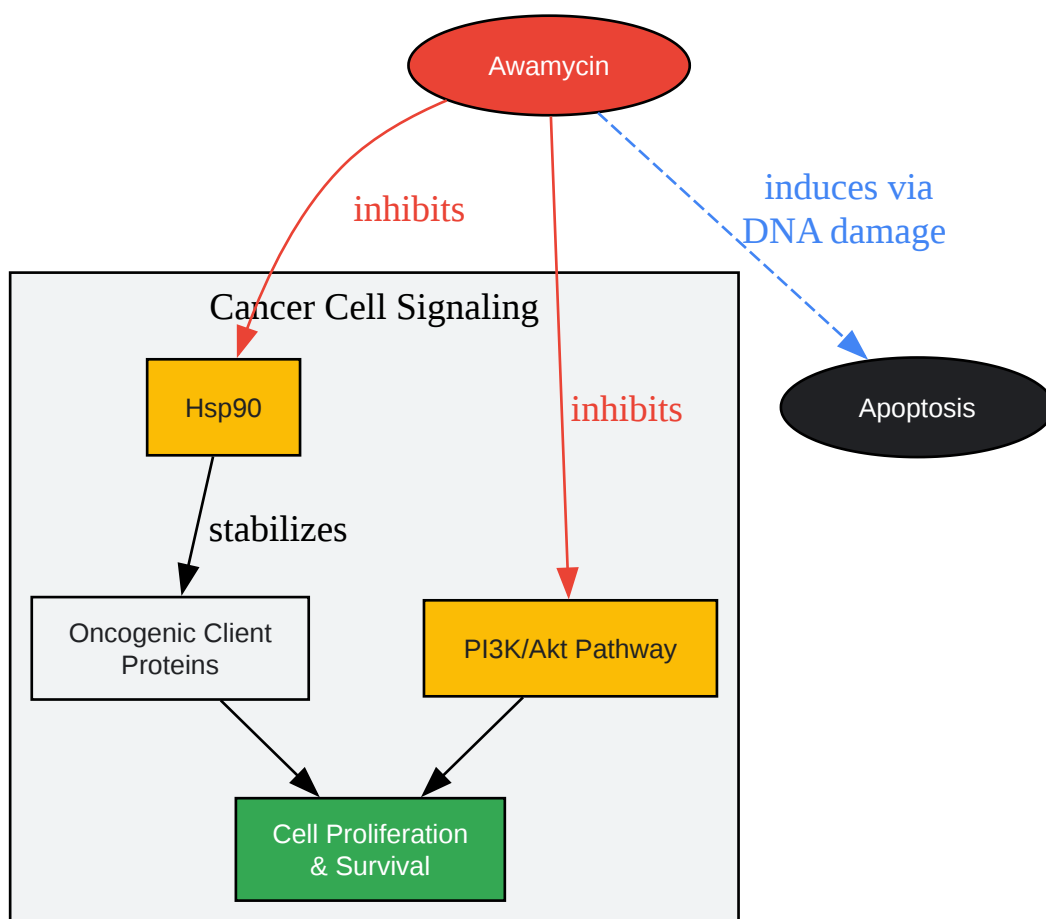 Awamycin
inhibits
induces via
DNA damage
Cancer Cell Signaling
Hsp90
inhibits
Apoptosis
stabilizes
Oncogenic Client
Proteins
PI3K/Akt Pathway
Cell Proliferation
& Survival